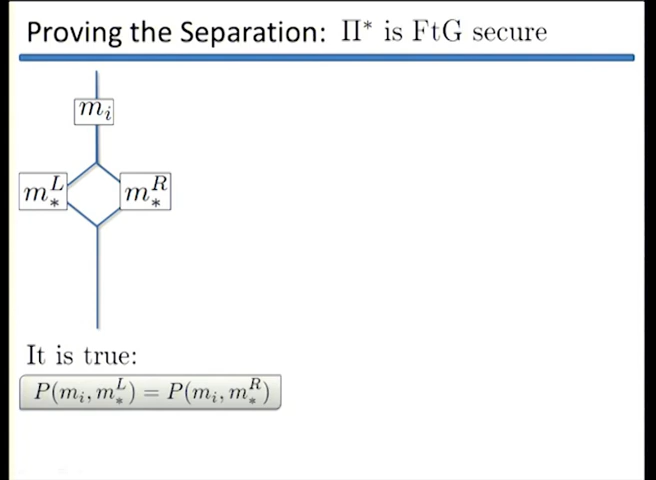 Proving the Separation: Π* is FtG secure
m_i
m_*^L m_*^R
It is true:
P(m_i, m_*^L) = P(m_i, m_*^R)